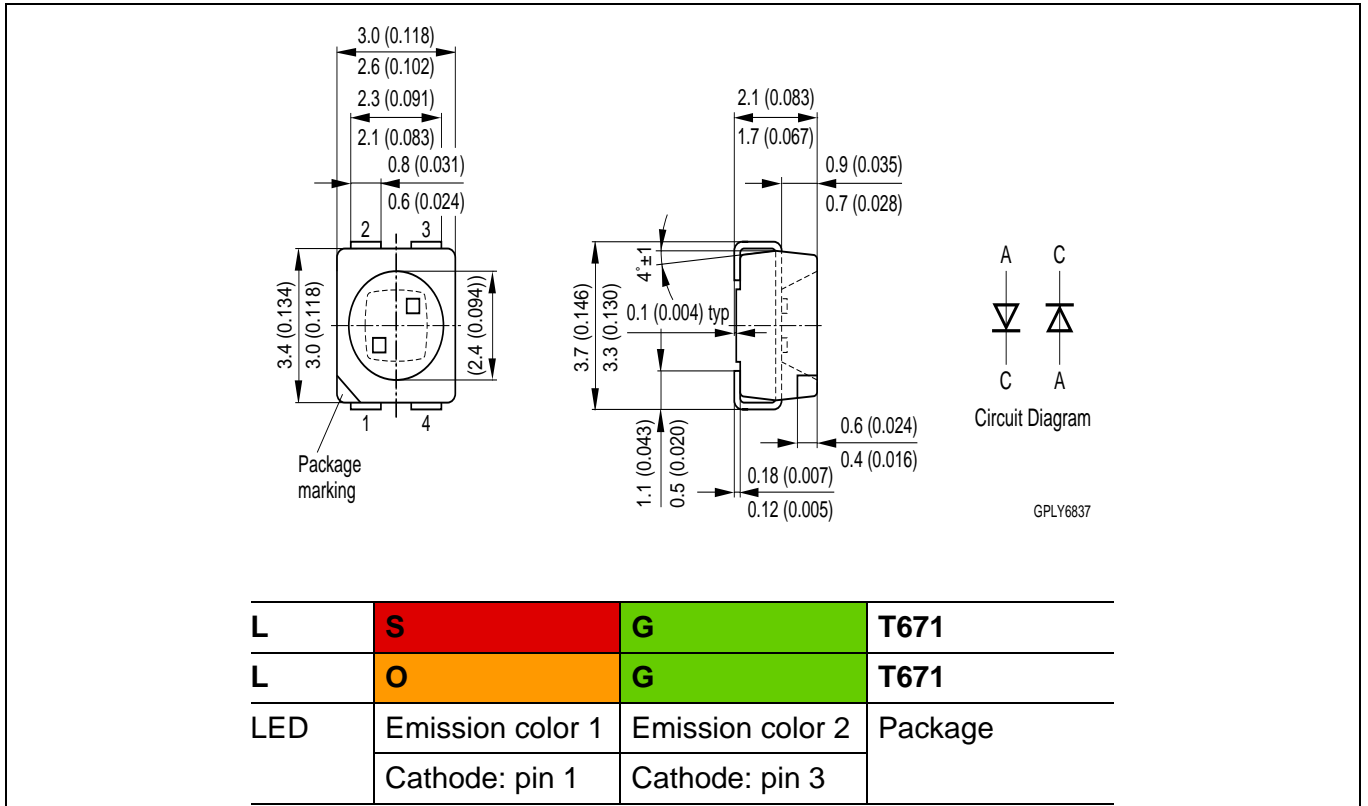 3.0 (0.118)
2.6 (0.102)
2.3 (0.091)
2.1 (0.083)
0.8 (0.031)
0.6 (0.024)
2 3
3.4 (0.134)
3.0 (0.118)
(2.4 (0.094))
1 4
Package
marking
2.1 (0.083)
1.7 (0.067)
0.9 (0.035)
0.7 (0.028)
4°±1
0.1 (0.004) typ
3.7 (0.146)
3.3 (0.130)
1.1 (0.043)
0.5 (0.020)
0.6 (0.024)
0.4 (0.016)
0.18 (0.007)
0.12 (0.005)
A C
C A
Circuit Diagram
GPLY6837
L S G T671
L O G T671
LED Emission color 1 Emission color 2 Package
Cathode: pin 1 Cathode: pin 3